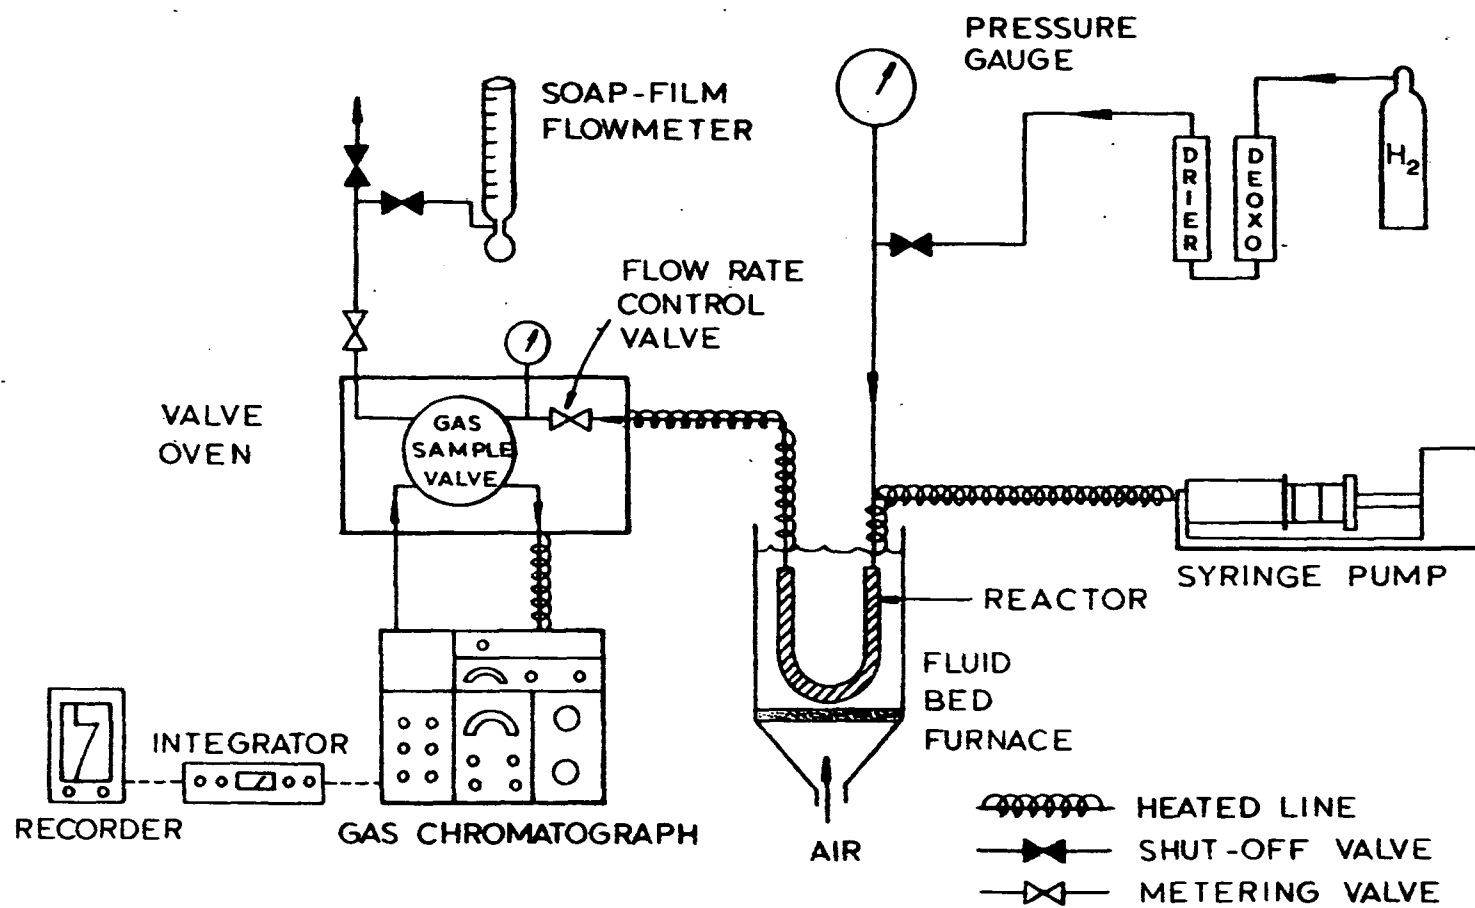 PRESSURE
GAUGE
SOAP-FILM
FLOWMETER
DRIER
DEOXO
H2
FLOW RATE
CONTROL
VALVE
VALVE
OVEN
GAS
SAMPLE
VALVE
SYRINGE PUMP
REACTOR
FLUID
BED
FURNACE
INTEGRATOR
RECORDER
GAS CHROMATOGRAPH
AIR
HEATED LINE
SHUT-OFF VALVE
METERING VALVE